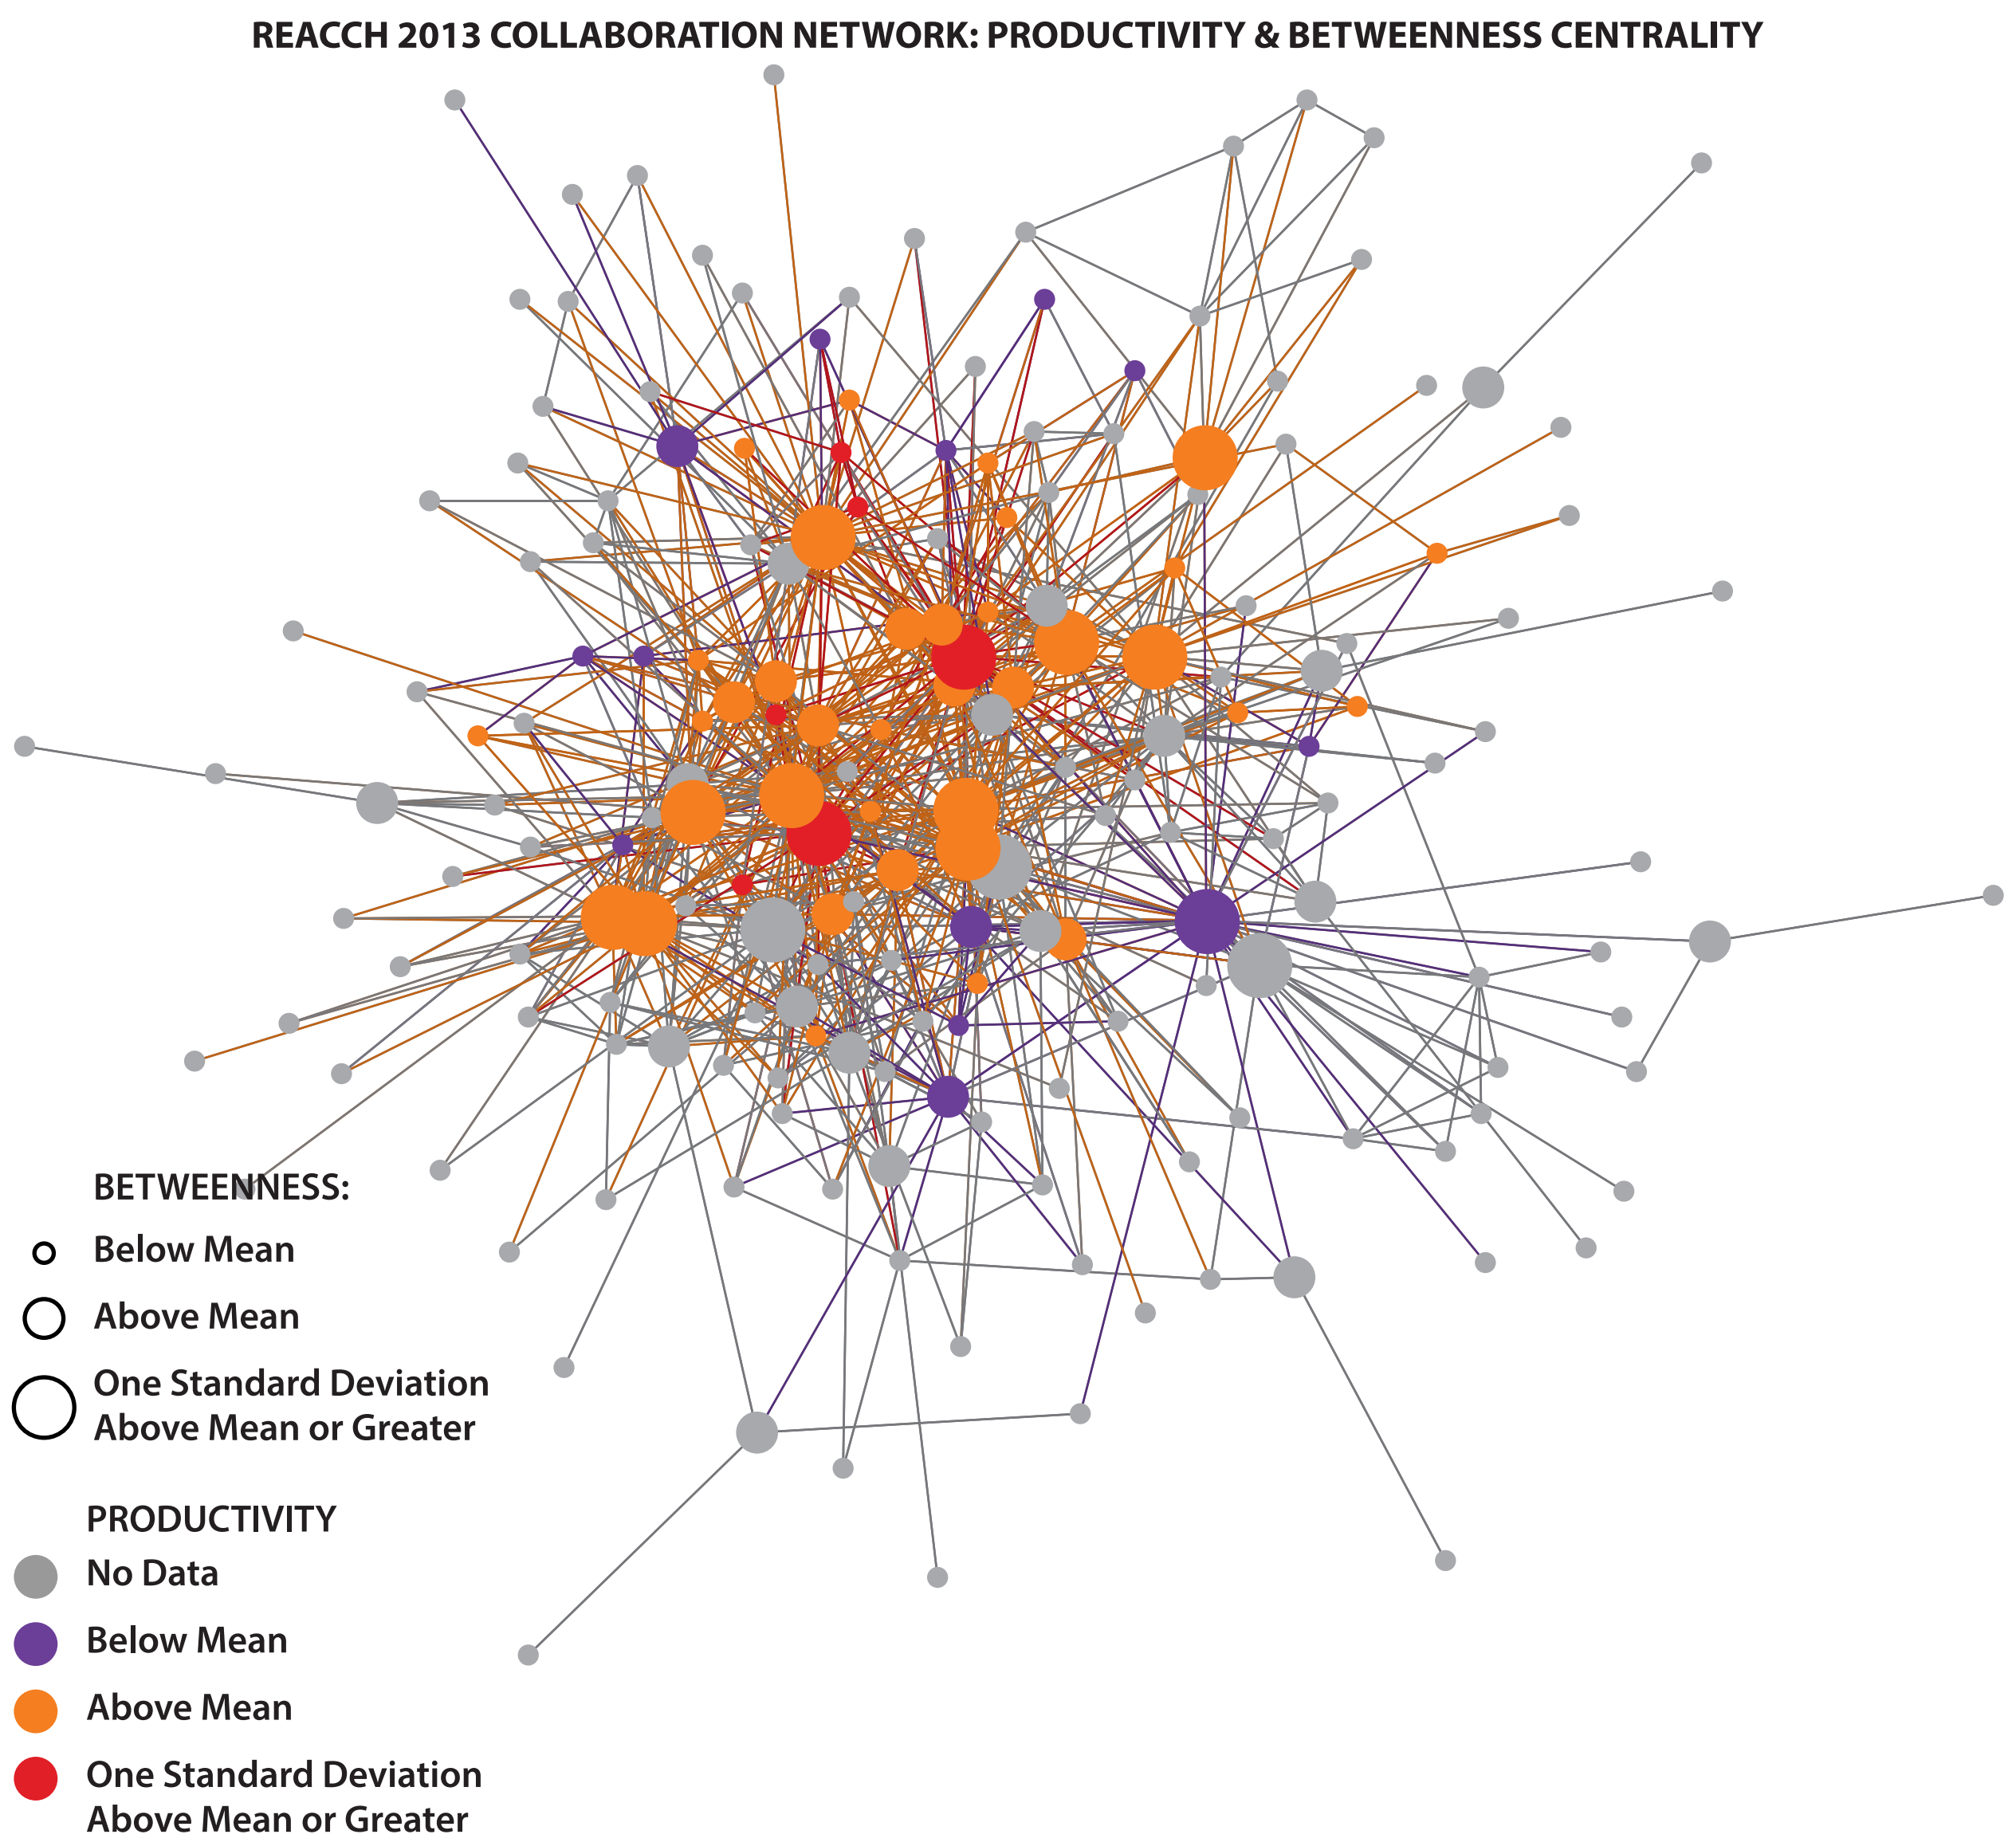 REACCH 2013 COLLABORATION NETWORK: PRODUCTIVITY & BETWEENNESS CENTRALITY
BETWEENNESS:
Below Mean
Above Mean
One Standard Deviation
Above Mean or Greater
PRODUCTIVITY
No Data
Below Mean
Above Mean
One Standard Deviation
Above Mean or Greater